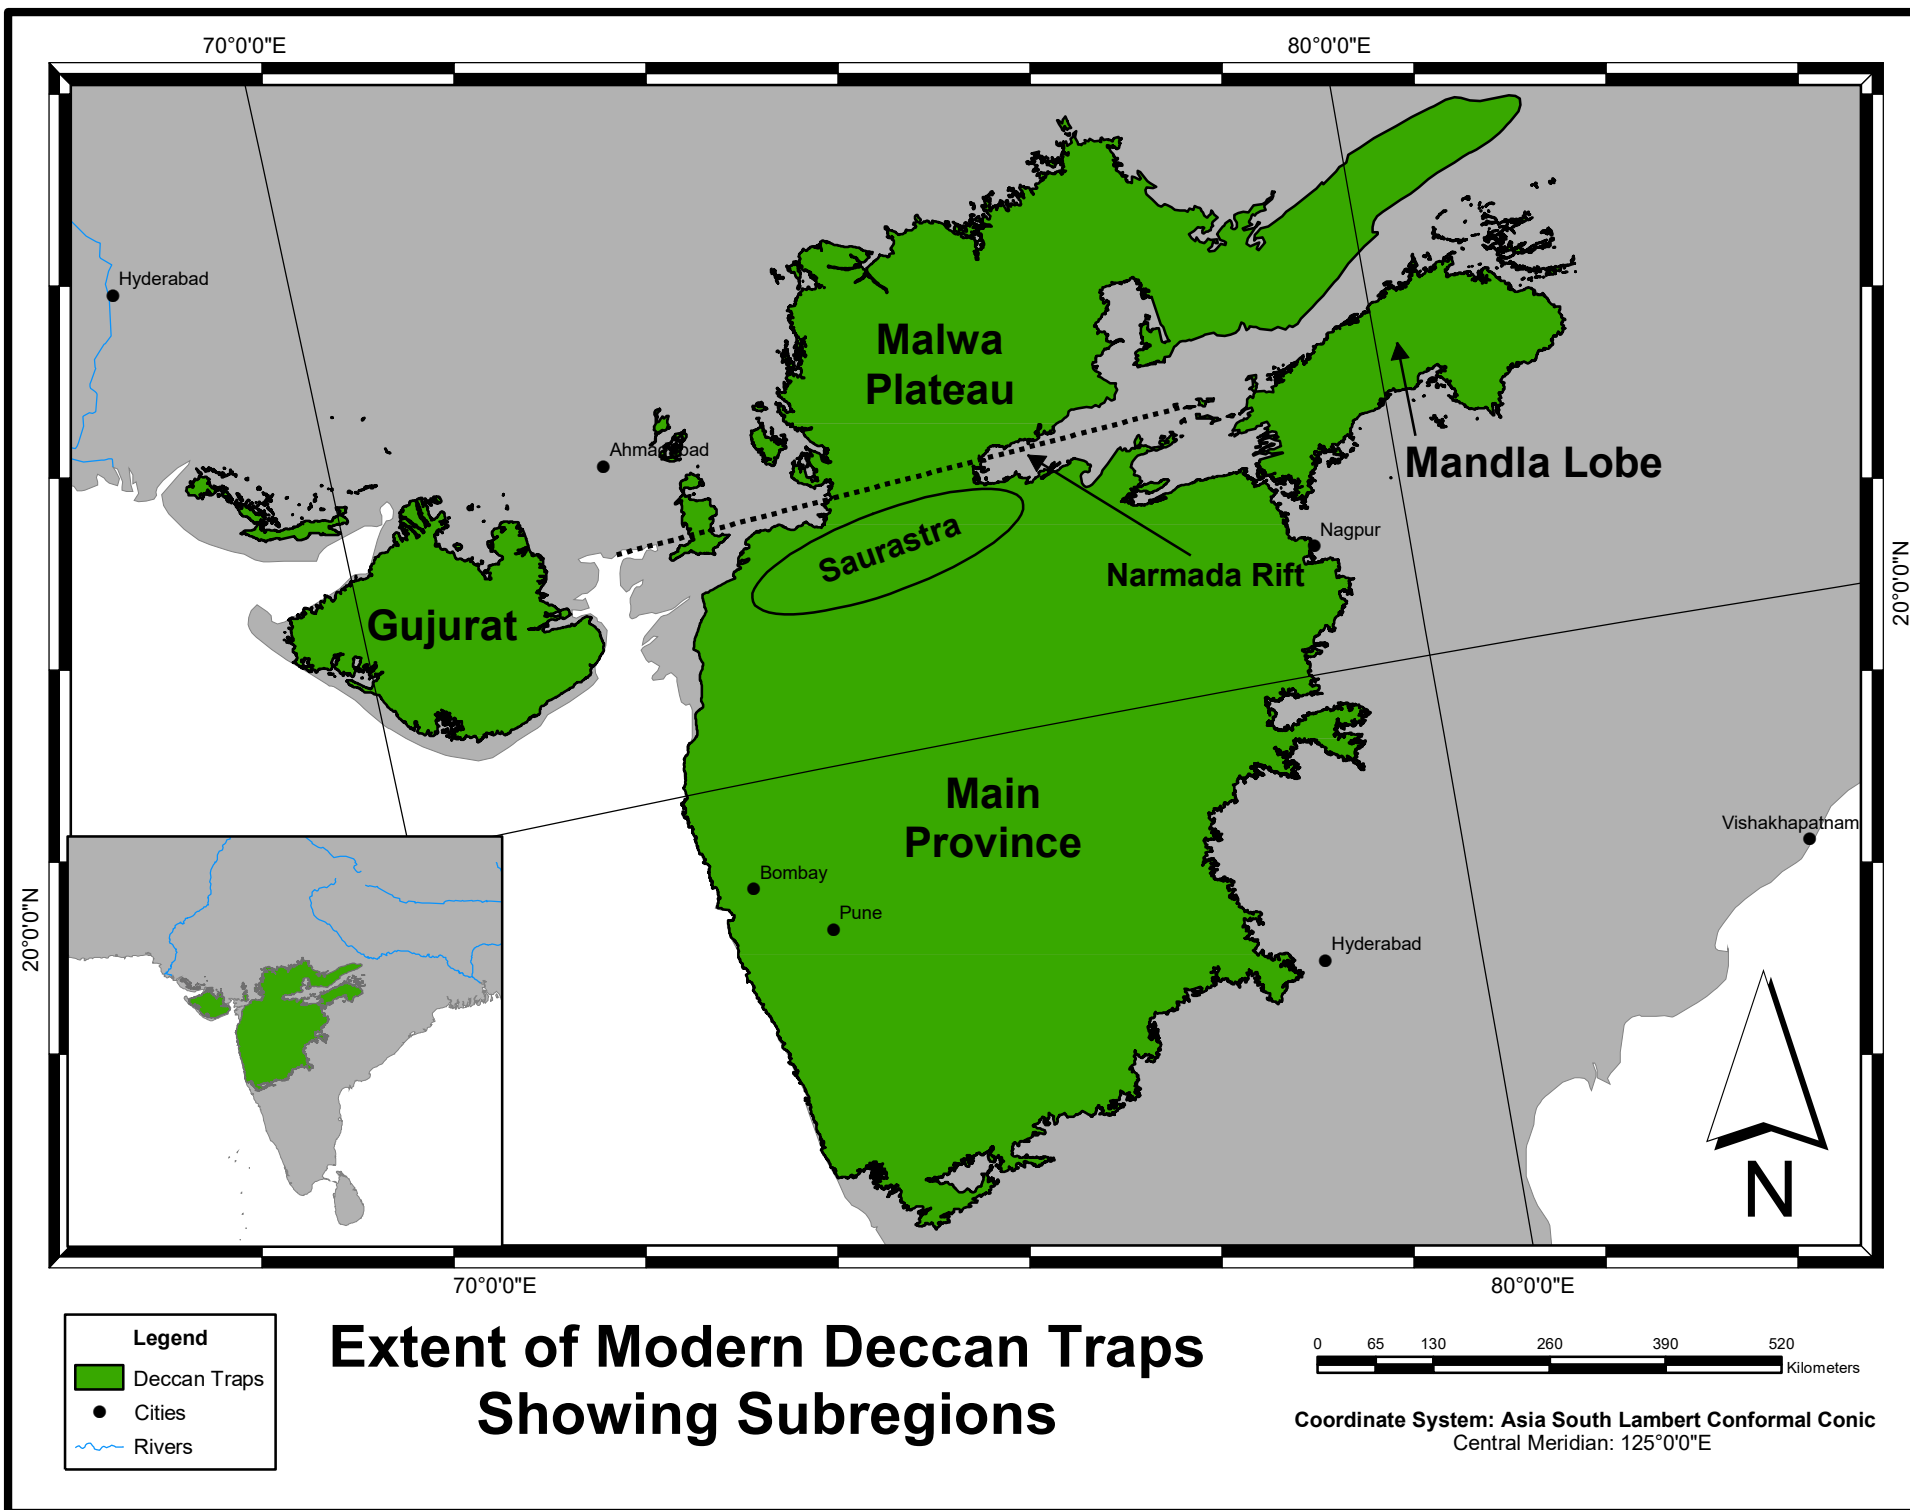 70°0'0"E
80°0'0"E
Hyderabad
Malwa
Plateau
Ahmadabad
Mandla Lobe
Saurastra
Nagpur
Narmada Rift
20°0'0"N
Gujurat
Main
Province
Vishakhapatnam
Bombay
Pune
Hyderabad
20°0'0"N
N
70°0'0"E
80°0'0"E
Legend
Deccan Traps
Cities
Rivers
Extent of Modern Deccan Traps
Showing Subregions
0 65 130 260 390 520
Kilometers
Coordinate System: Asia South Lambert Conformal Conic
Central Meridian: 125°0'0"E